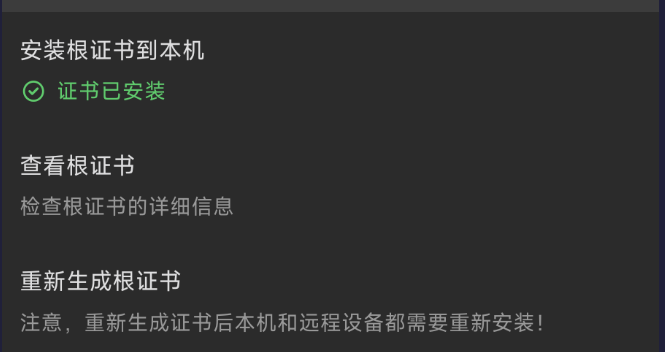 安装根证书到本机
证书已安装
查看根证书
检查根证书的详细信息
重新生成根证书
注意，重新生成证书后本机和远程设备都需要重新安装！